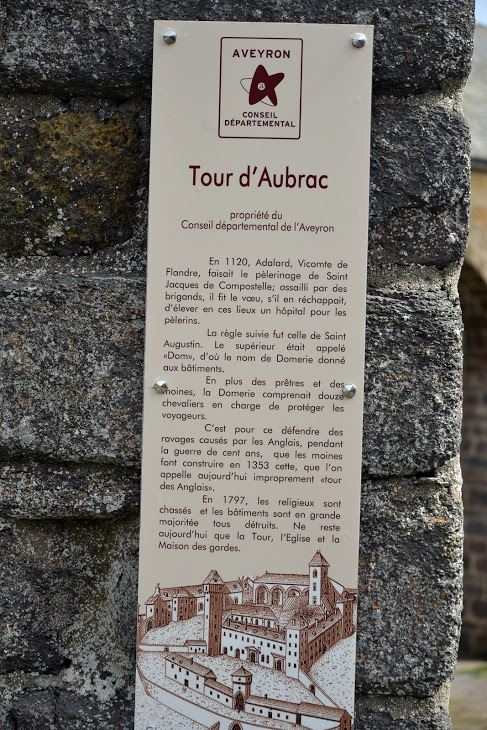 AVEYRON
CONSEIL
DÉPARTEMENTAL
Tour d'Aubrac
propriété du
Conseil départemental de l'Aveyron
En 1120, Adalard, Vicomte de
Flandre, faisait le pèlerinage de Saint
Jacques de Compostelle; assailli par des
brigands, il fit le vœu, s'il en réchappait,
d'élever en ces lieux un hôpital pour les
pèlerins.
La règle suivie fut celle de Saint
Augustin. Le supérieur était appelé
«Dom», d'où le nom de Domerie donné
aux bâtiments.
En plus des prêtres et des
moines, la Domerie comprenait douze
chevaliers en charge de protéger les
voyageurs.
C'est pour ce défendre des
ravages causés par les Anglais, pendant
la guerre de cent ans, que les moines
font construire en 1353 cette, que l'on
appelle aujourd'hui improprement «tour
des Anglais».
En 1797, les religieux sont
chassés et les bâtiments sont en grande
majoritée tous détruits. Ne reste
aujourd'hui que la Tour, l'Eglise et la
Maison des gardes.